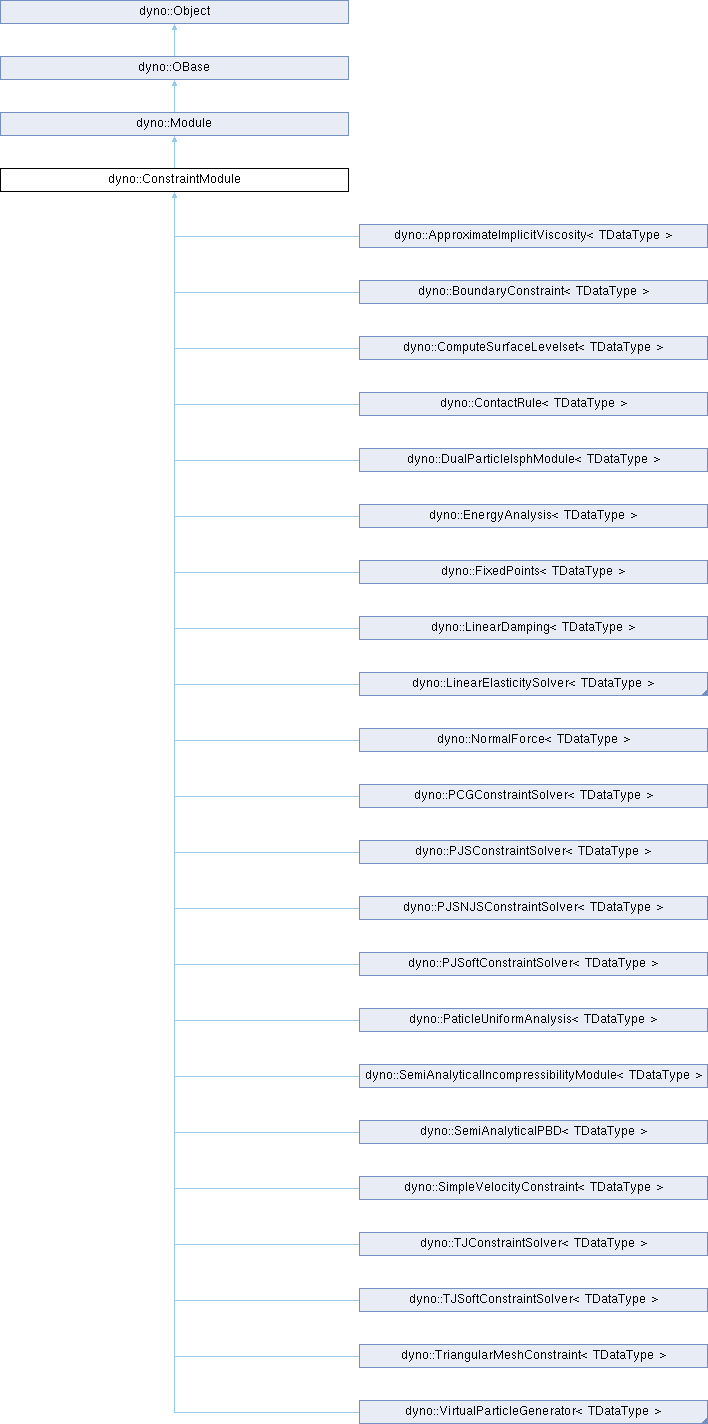 dyno::Object
dyno::OBase
dyno::Module
dyno::ConstraintModule
dyno::ApproximateImplicitViscosity< TDataType >
dyno::BoundaryConstraint< TDataType >
dyno::ComputeSurfaceLevelset< TDataType >
dyno::ContactRule< TDataType >
dyno::DualParticleIsphModule< TDataType >
dyno::EnergyAnalysis< TDataType >
dyno::FixedPoints< TDataType >
dyno::LinearDamping< TDataType >
dyno::LinearElasticitySolver< TDataType >
dyno::NormalForce< TDataType >
dyno::PCGConstraintSolver< TDataType >
dyno::PJSConstraintSolver< TDataType >
dyno::PJSNJSConstraintSolver< TDataType >
dyno::PJSoftConstraintSolver< TDataType >
dyno::PaticleUniformAnalysis< TDataType >
dyno::SemiAnalyticalIncompressibilityModule< TDataType >
dyno::SemiAnalyticalPBD< TDataType >
dyno::SimpleVelocityConstraint< TDataType >
dyno::TJConstraintSolver< TDataType >
dyno::TJSoftConstraintSolver< TDataType >
dyno::TriangularMeshConstraint< TDataType >
dyno::VirtualParticleGenerator< TDataType >